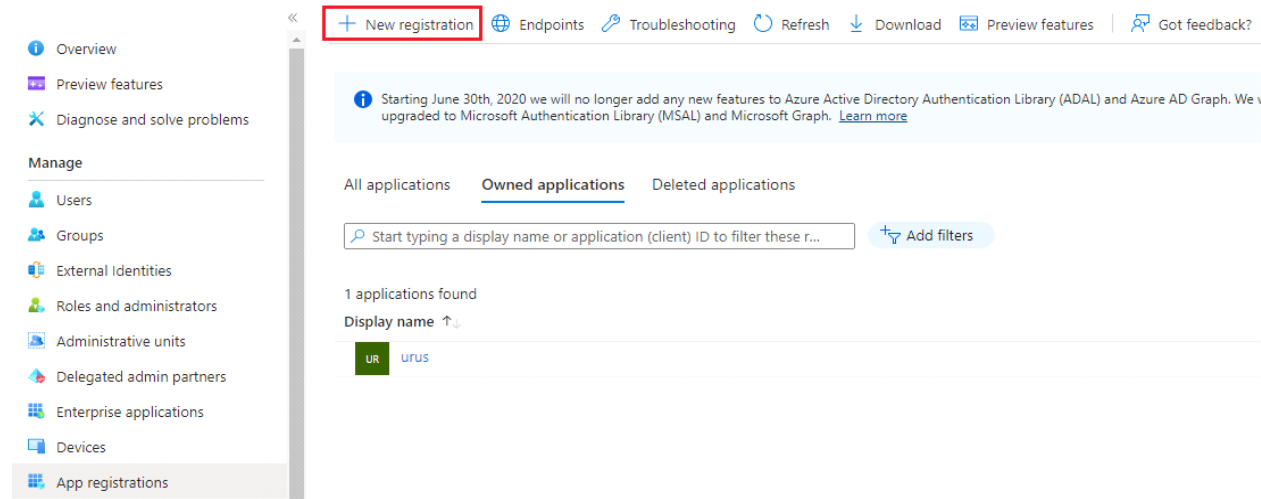 «
Overview
Preview features
Diagnose and solve problems
Manage
Users
Groups
External Identities
Roles and administrators
Administrative units
Delegated admin partners
Enterprise applications
Devices
App registrations
New registration Endpoints Troubleshooting Refresh Download Preview features Got feedback?
Starting June 30th, 2020 we will no longer add any new features to Azure Active Directory Authentication Library (ADAL) and Azure AD Graph. We
upgraded to Microsoft Authentication Library (MSAL) and Microsoft Graph. Learn more
All applications Owned applications Deleted applications
Start typing a display name or application (client) ID to filter these r... Add filters
1 applications found
Display name ↑↓
UR urus